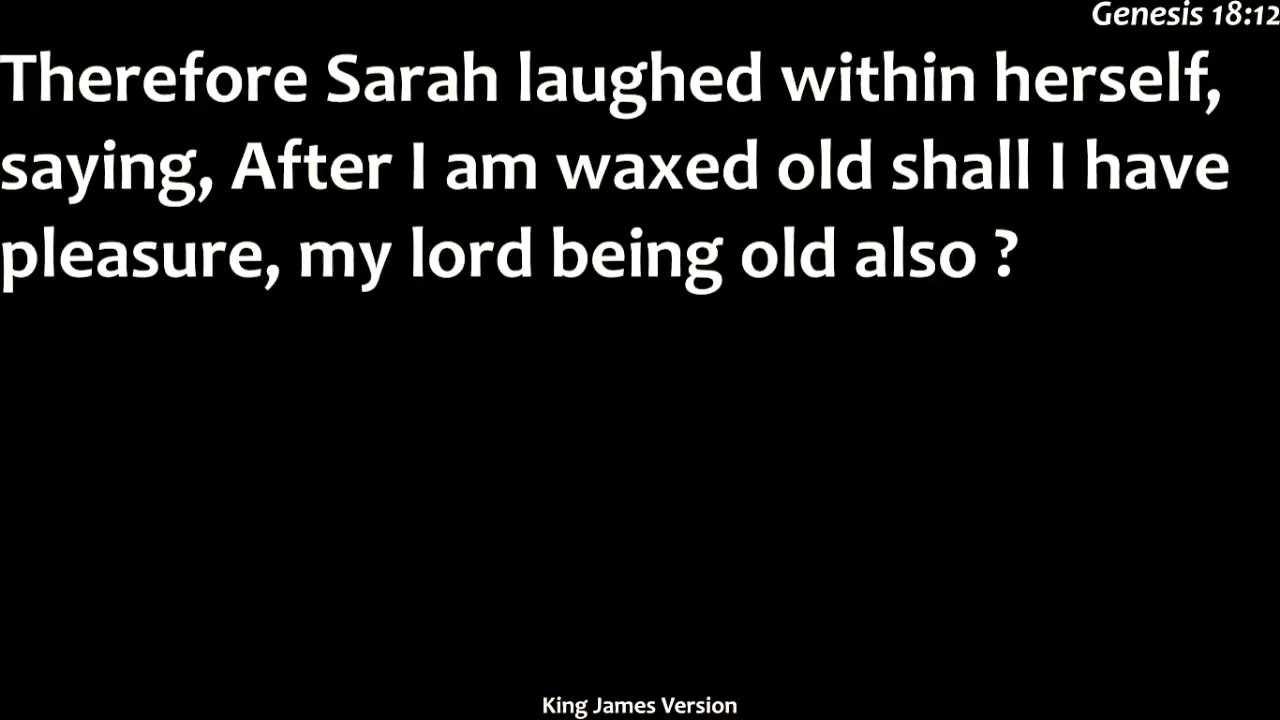 Genesis 18:12
Therefore Sarah laughed within herself,
saying, After I am waxed old shall I have
pleasure, my lord being old also ?
King James Version